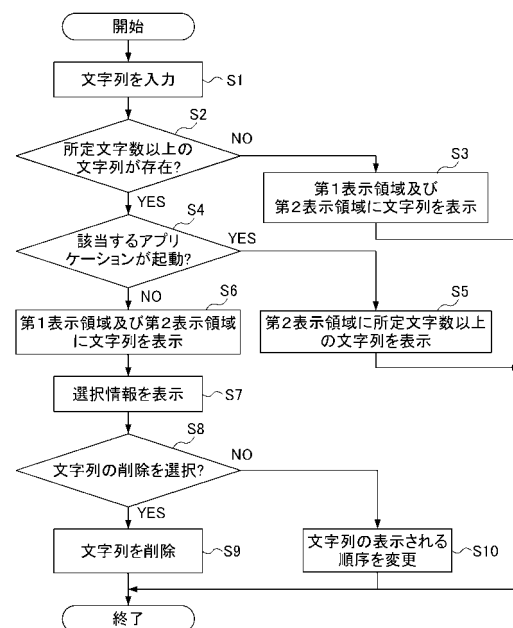 開始
文字列を入力
S1
S2
所定文字数以上の
文字列が存在?
NO
YES
S3
第1表示領域及び
第2表示領域に文字列を表示
S4
該当するアプリ
ケーションが起動?
YES
NO
S5
第2表示領域に所定文字数以上
の文字列を表示
S6
第1表示領域及び第2表示領域
に文字列を表示
選択情報を表示
S7
S8
文字列の削除を選択?
NO
YES
文字列を削除
S9
文字列の表示される
順序を変更
S10
終了